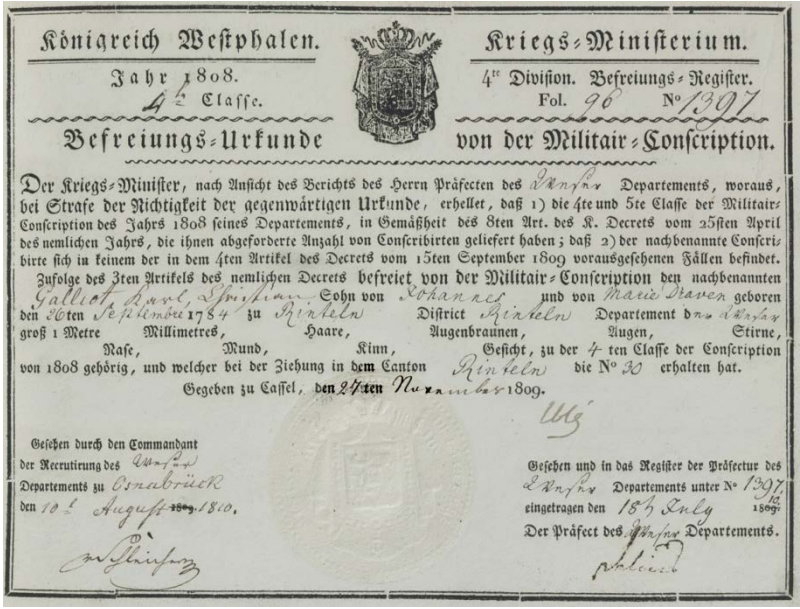 Königreich Westphalen.
Kriegs-Ministerium.
Jahr 1808.
4te Classe.
4te Division. Befreiungs-Register.
Fol. 96 No 1397
Befreiungs-Urkunde von der Militair-Conscription.
Der Kriegs-Minister, nach Ansicht des Berichts des Herrn Präfecten des Weser Departements, woraus,
bei Strafe der Nichtigkeit der gegenwärtigen Urkunde, erhellet, daß 1) die 4te und 5te Classe der Militair-
Conscription des Jahrs 1808 seines Departements, in Gemäßheit des 8ten Art. des K. Decrets vom 25sten April
des nemlichen Jahrs, die ihnen abgeforderte Anzahl von Conscribirten geliefert haben; daß 2) der nachbenannte Conscri-
birte sich in keinem der in dem 4ten Artikel des Decrets vom 15ten September 1809 vorausgesehenen Fällen befindet.
Zufolge des 3ten Artikels des nemlichen Decrets befreiet von der Militair-Conscription den nachbenannten
Galliot, Karl, Christian Sohn von Johannes und von Marie Draven geboren
den 26ten Septembre 1784 zu Rinteln District Rinteln Departement der Weser
groß 1 Metre Millimetres, Haare, Augenbraunen, Augen, Stirne,
Nase, Mund, Kinn, Gesicht, zu der 4 ten Classe der Conscription
von 1808 gehörig, und welcher bei der Ziehung in dem Canton Rinteln die No 30 erhalten hat.
Gegeben zu Cassel, den 27ten November 1809.
Gesehen durch den Commandant
der Recrutirung des Weser
Departements zu Osnabrück
den 10t August 1809. 1810.
v Schleicher
Gesehen und in das Register der Präfectur des
Weser Departements unter No 1397.
eingetragen den 18t July 1809. 10.
Der Präfect des Weser Departements.